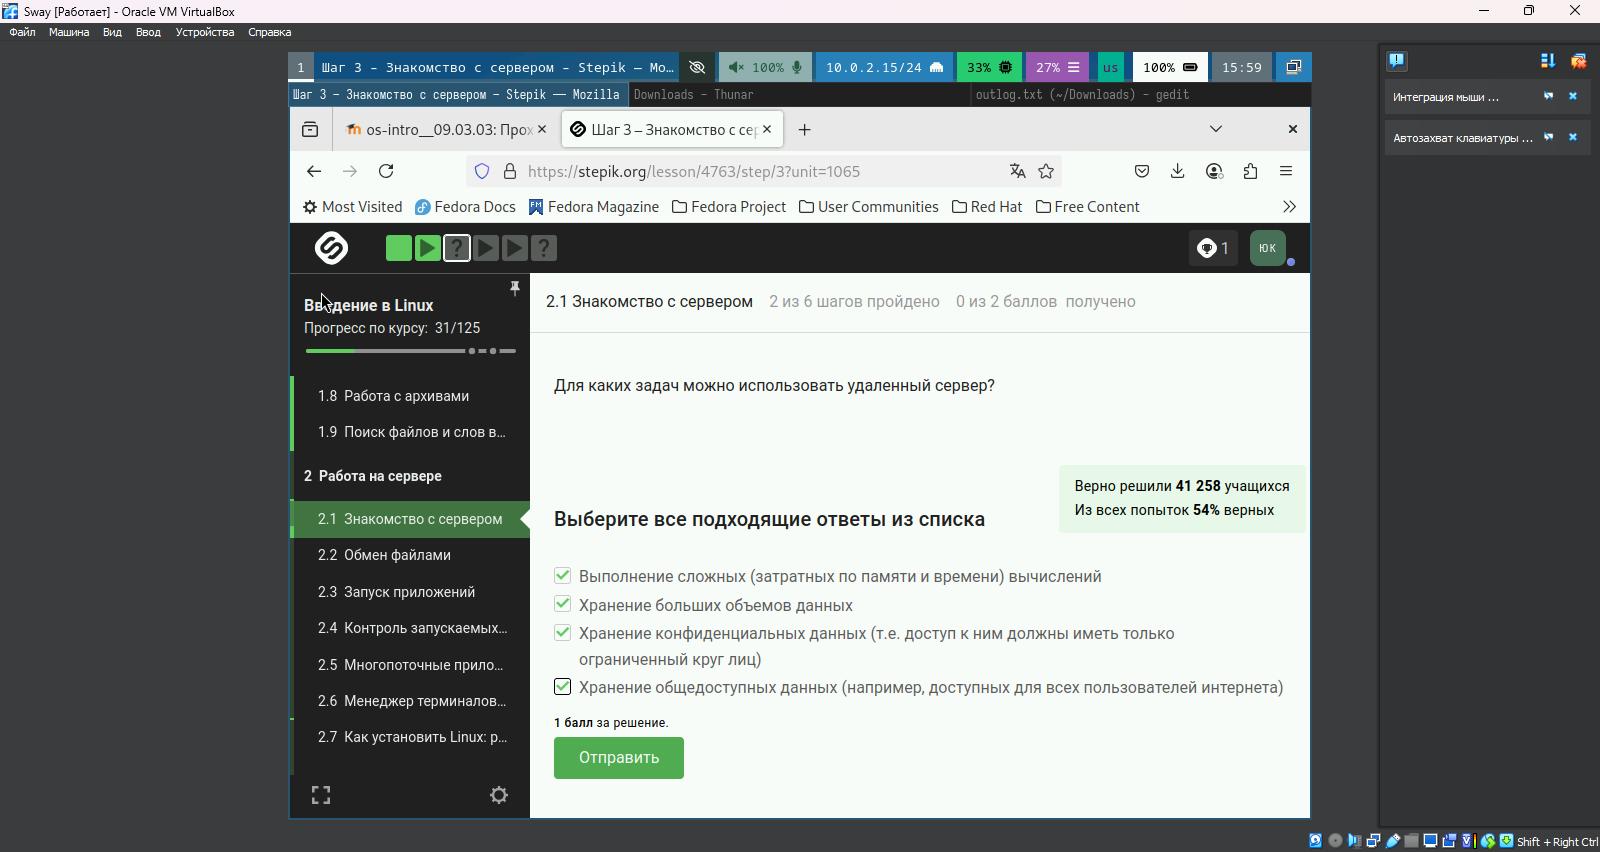 Sway [Работает] - Oracle VM VirtualBox
Файл Машина Вид Ввод Устройства Справка
1 Шаг 3 - Знакомство с сервером - Stepik — Mo… 100% 10.0.2.15/24 33% 27% us 100% 15:59
Шаг 3 - Знакомство с сервером - Stepik — Mozilla Downloads - Thunar outlog.txt (~/Downloads) - gedit
os-intro__09.03.03: Прох Шаг 3 – Знакомство с сер
https://stepik.org/lesson/4763/step/3?unit=1065
Most Visited Fedora Docs Fedora Magazine Fedora Project User Communities Red Hat Free Content
? ? 1 ЮК
Введение в Linux
Прогресс по курсу: 31/125
1.8 Работа с архивами
1.9 Поиск файлов и слов в...
2 Работа на сервере
2.1 Знакомство с сервером
2.2 Обмен файлами
2.3 Запуск приложений
2.4 Контроль запускаемых...
2.5 Многопоточные прило...
2.6 Менеджер терминалов...
2.7 Как установить Linux: р...
2.1 Знакомство с сервером 2 из 6 шагов пройдено 0 из 2 баллов получено
Для каких задач можно использовать удаленный сервер?
Верно решили 41 258 учащихся
Из всех попыток 54% верных
Выберите все подходящие ответы из списка
Выполнение сложных (затратных по памяти и времени) вычислений
Хранение больших объемов данных
Хранение конфиденциальных данных (т.е. доступ к ним должны иметь только
ограниченный круг лиц)
Хранение общедоступных данных (например, доступных для всех пользователей интернета)
1 балл за решение.
Отправить
Интеграция мыши ...
Автозахват клавиатуры ...
Shift + Right Ctrl